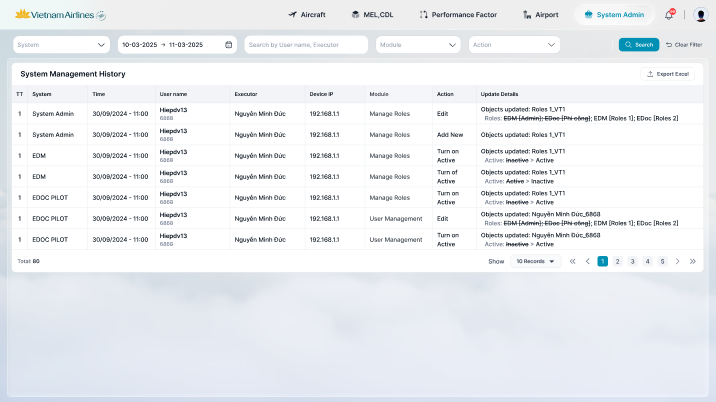 Vietnam Airlines
Aircraft
MEL,CDL
Performance Factor
Airport
System Admin
System
10-03-2025 → 11-03-2025
Search by User name, Executor
Module
Action
Search
Clear Filter
System Management History
Export Excel
TT System Time User name Executor Device IP Module Action Update Details
1 System Admin 30/09/2024 - 11:00 Hiepdv13 6868 Nguyễn Minh Đức 192.168.1.1 Manage Roles Edit Objects updated: Roles 1_VT1
Roles: EDM [Admin]; EDoc [Phi công]; EDM [Roles 1]; EDoc [Roles 2]
1 System Admin 30/09/2024 - 11:00 Hiepdv13 6868 Nguyễn Minh Đức 192.168.1.1 Manage Roles Add New Objects updated: Roles 1_VT1
1 EDM 30/09/2024 - 11:00 Hiepdv13 6868 Nguyễn Minh Đức 192.168.1.1 Manage Roles Turn on Active Objects updated: Roles 1_VT1
Active: Inactive > Active
1 EDM 30/09/2024 - 11:00 Hiepdv13 6868 Nguyễn Minh Đức 192.168.1.1 Manage Roles Turn of Active Objects updated: Roles 1_VT1
Active: Active > Inactive
1 EDOC PILOT 30/09/2024 - 11:00 Hiepdv13 6868 Nguyễn Minh Đức 192.168.1.1 Manage Roles Turn on Active Objects updated: Roles 1_VT1
Active: Inactive > Active
1 EDOC PILOT 30/09/2024 - 11:00 Hiepdv13 6868 Nguyễn Minh Đức 192.168.1.1 User Management Edit Objects updated: Nguyễn Minh Đức_6868
Roles: EDM [Admin]; EDoc [Phi công]; EDM [Roles 1]; EDoc [Roles 2]
1 EDOC PILOT 30/09/2024 - 11:00 Hiepdv13 6868 Nguyễn Minh Đức 192.168.1.1 User Management Turn on Active Objects updated: Nguyễn Minh Đức_6868
Active: Inactive > Active
Total: 80
Show 10 Records 1 2 3 4 5